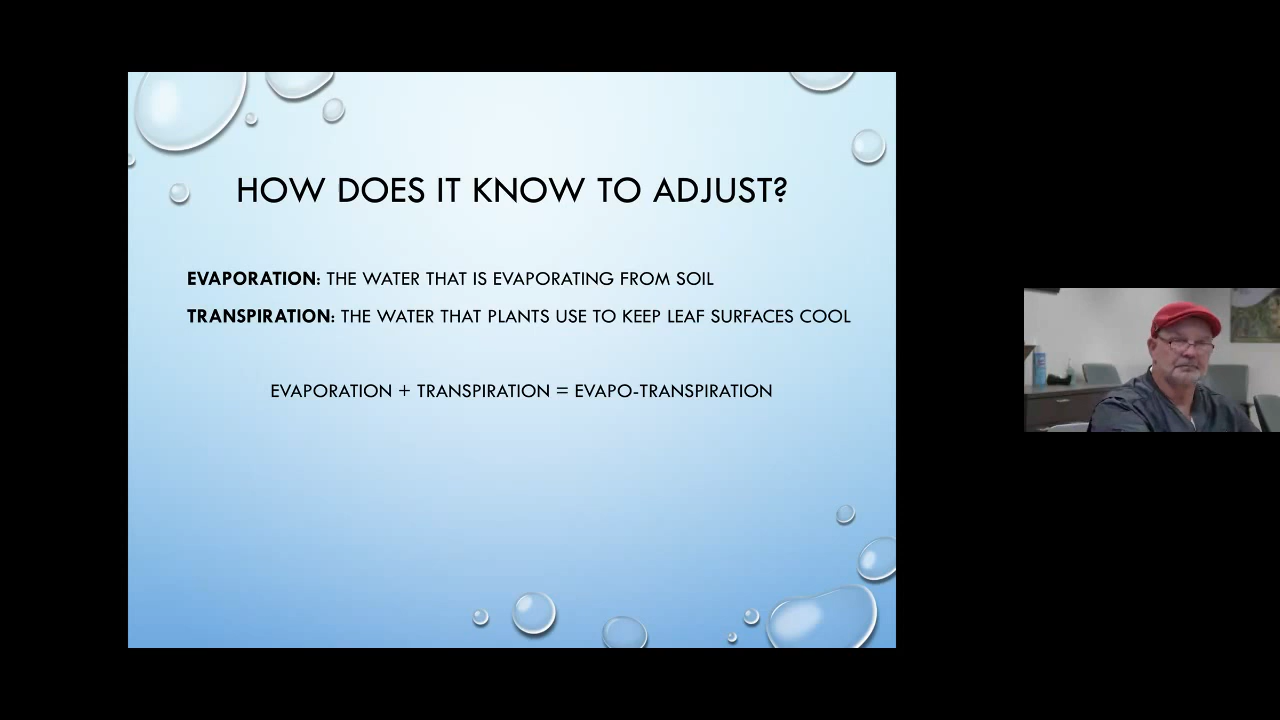 HOW DOES IT KNOW TO ADJUST?
EVAPORATION: THE WATER THAT IS EVAPORATING FROM SOIL
TRANSPIRATION: THE WATER THAT PLANTS USE TO KEEP LEAF SURFACES COOL
EVAPORATION + TRANSPIRATION = EVAPO-TRANSPIRATION